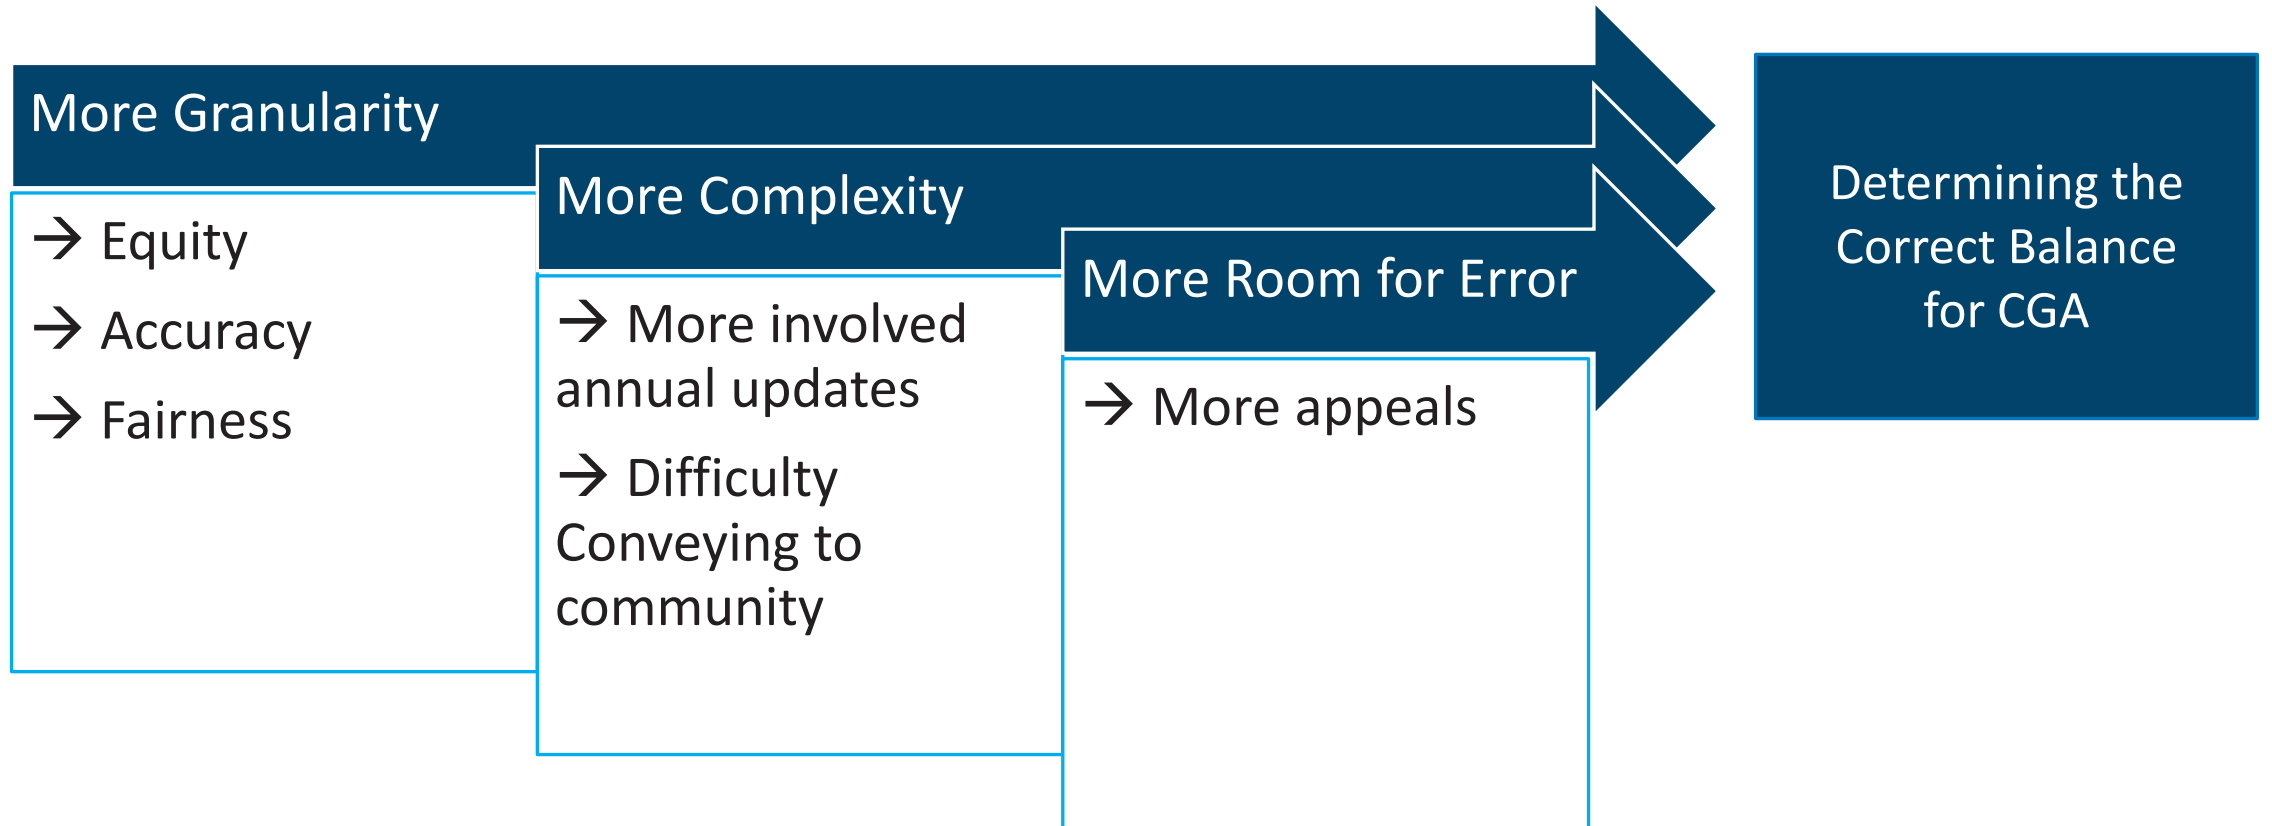 More Granularity
→ Equity
→ Accuracy
→ Fairness
More Complexity
→ More involved
annual updates
→ Difficulty
Conveying to
community
More Room for Error
→ More appeals
Determining the
Correct Balance
for CGA